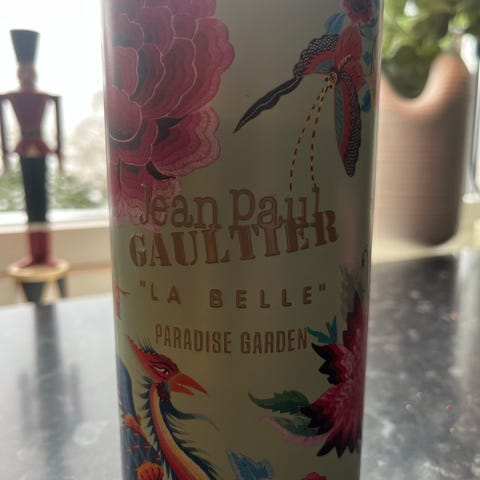 Jean Paul
GAULTIER
"LA BELLE"
PARADISE GARDEN